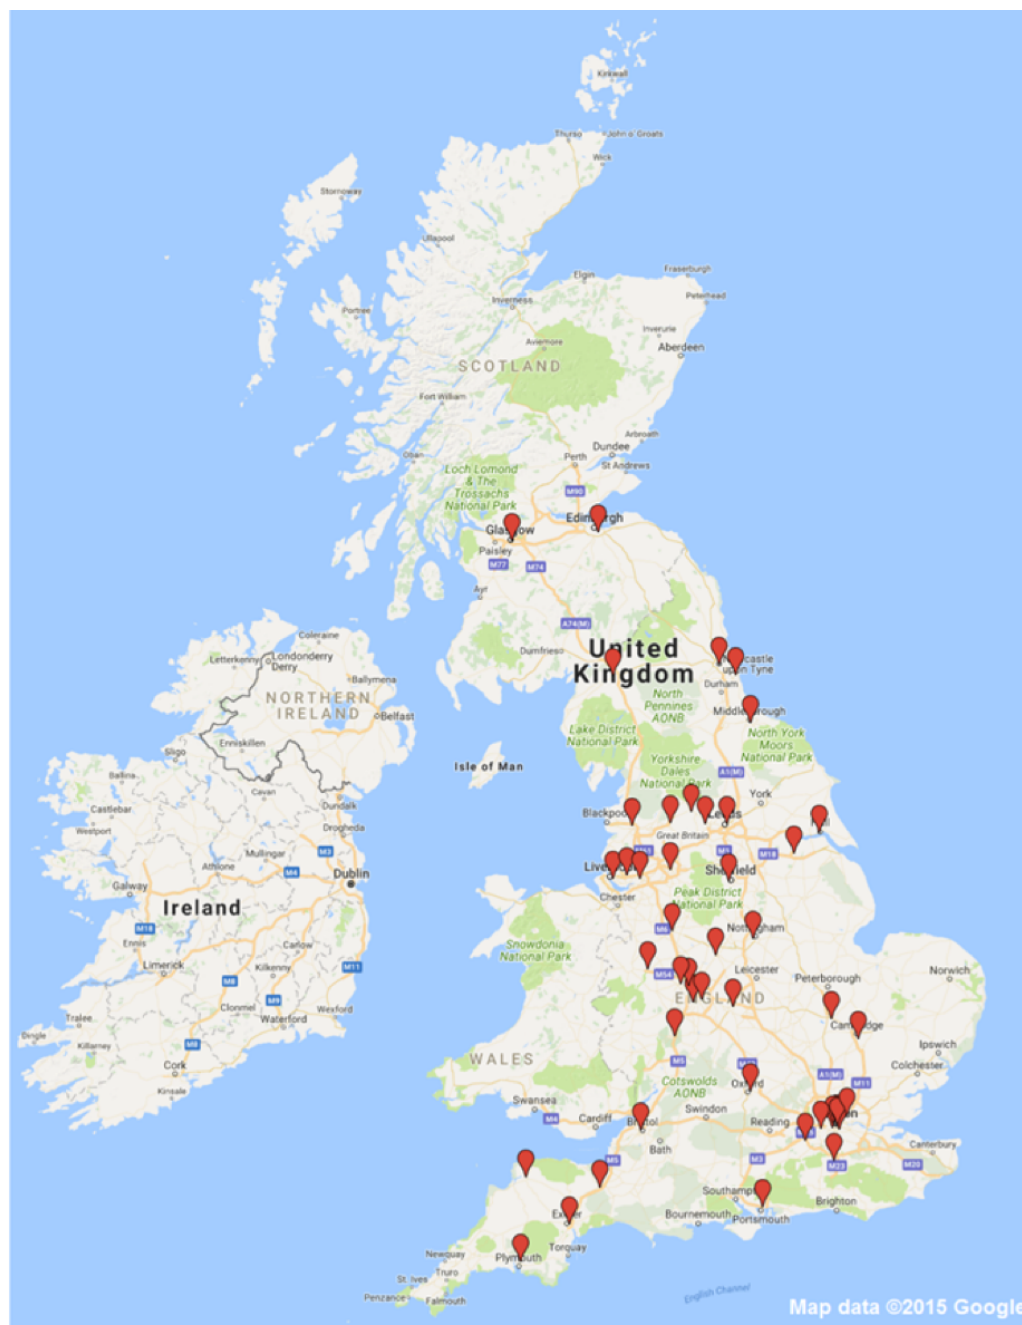 Kirkwall
Thurso
John o' Groats
Wick
Stornoway
Ullapool
Fraserburgh
Elgin
Peterhead
Inverness
Portree
Inverurie
Aviemore
Aberdeen
SCOTLAND
Fort William
Arbroath
Dundee
Oban
Perth
St Andrews
Loch Lomond
& The
Trossachs
National Park
M90
Edinburgh
Glasgow
Paisley
M77
M74
Ayr
A74(M)
Coleraine
United
Kingdom
Dumfries
Letterkenny
Londonderry
Derry
upon Tyne
Ballymena
Durham
NORTHERN
IRELAND
North
Pennines
AONB
Belfast
Lake District
National Park
North York
Moors
National Park
Enniskillen
Sligo
Isle of Man
Yorkshire
Dales
National Park
A1(M)
Ballina
Cavan
York
Castlebar
Dundalk
Westport
Drogheda
Great Britain
Mullingar
M3
M18
Athlone
M4
Dublin
Sheffield
Galway
Chester
Peak District
National Park
Ireland
M18
M6
Nottingham
Ennis
Carlow
Snowdonia
National Park
Limerick
Kilkenny
M11
M54
Leicester
Peterborough
Norwich
M8
ENGLAND
Tralee
Clonmel
M9
Wexford
Waterford
Cambridge
Dingle
Killarney
M8
Ipswich
WALES
M5
Colchester
Cork
A1(M)
M11
Kinsale
Cotswolds
AONB
Oxford
Swansea
M4
Cardiff
Swindon
Bristol
Reading
Bath
Canterbury
M5
M3
M23
M20
Southampton
Brighton
Exeter
Bournemouth
Portsmouth
Newquay
Plymouth
Torquay
Truro
St. Ives
Penzance
Falmouth
English Channel
Map data ©2015 Google